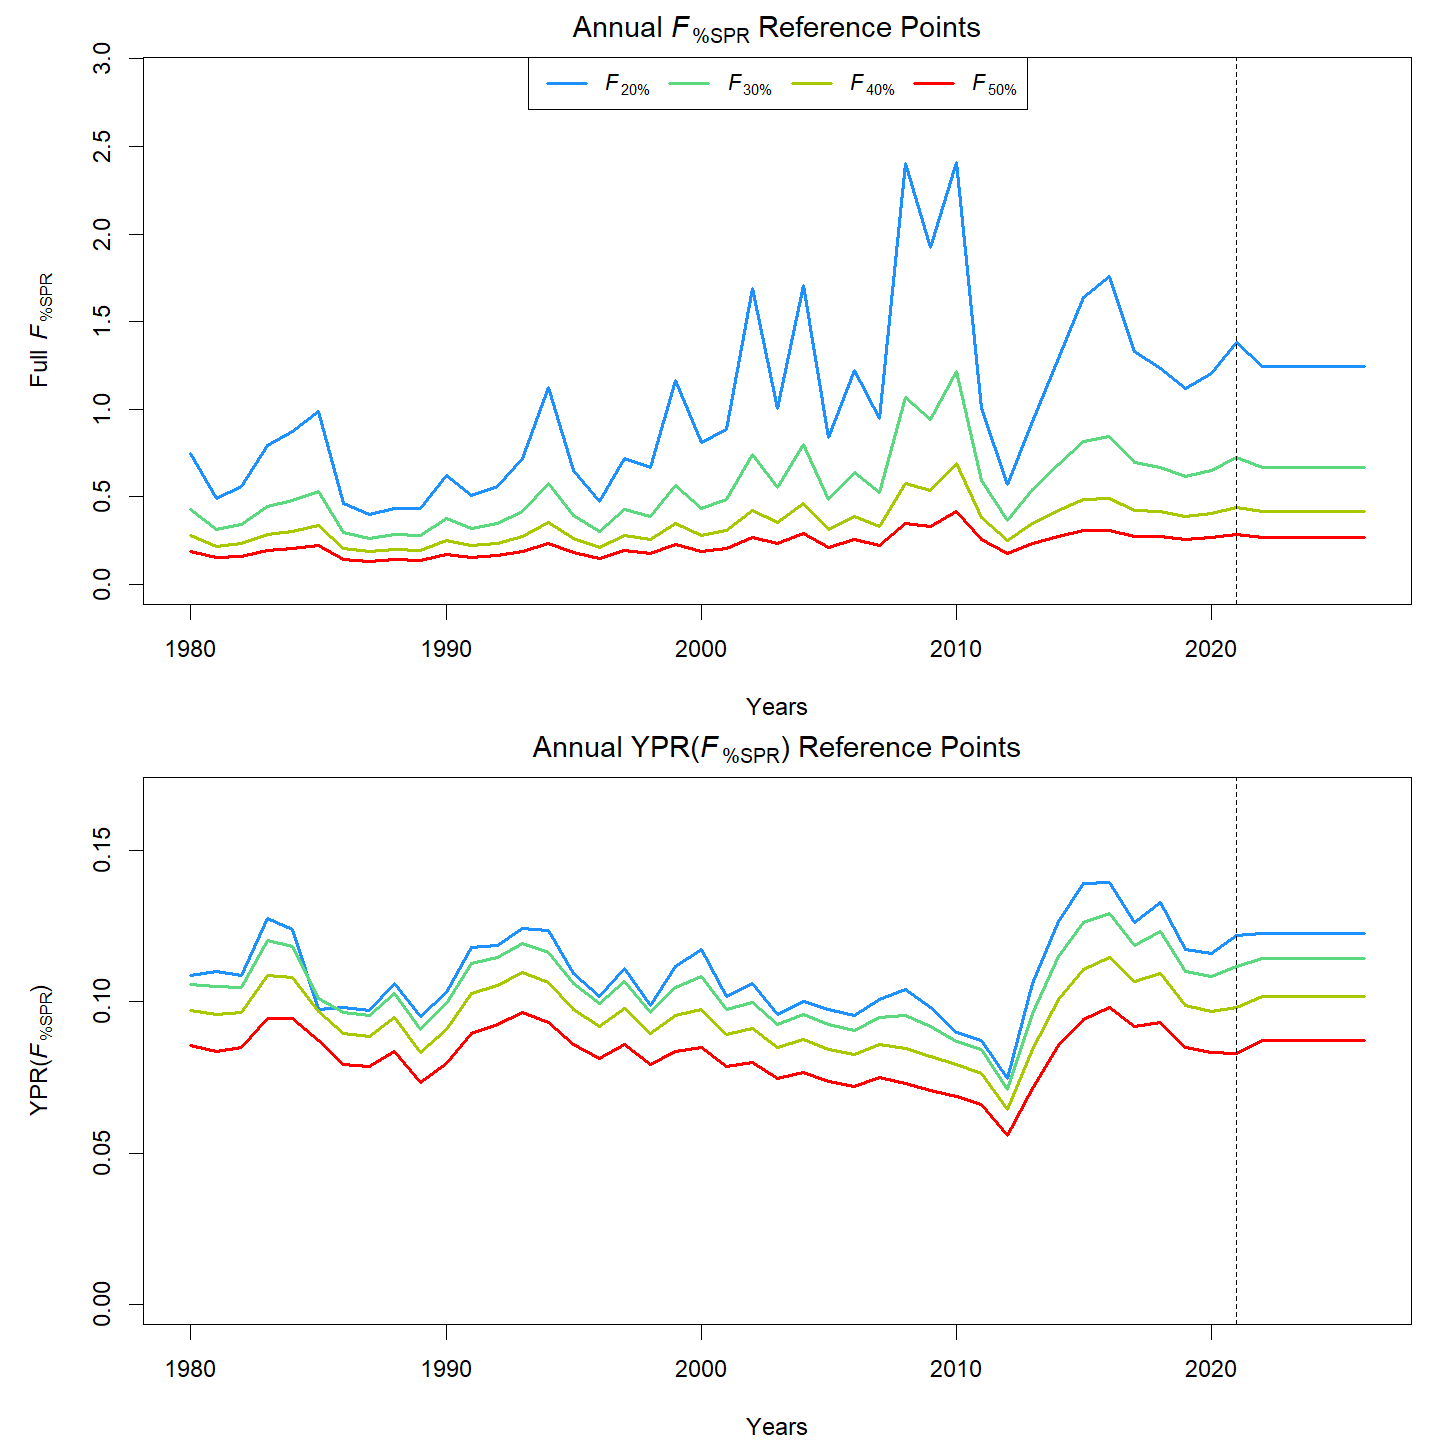 Annual F%SPR Reference Points
F20% F30% F40% F50%
3.0
2.5
2.0
1.5
1.0
0.5
0.0
Full F%SPR
1980 1990 2000 2010 2020
Years
Annual YPR(F%SPR) Reference Points
0.15
0.10
0.05
0.00
YPR(F%SPR)
1980 1990 2000 2010 2020
Years